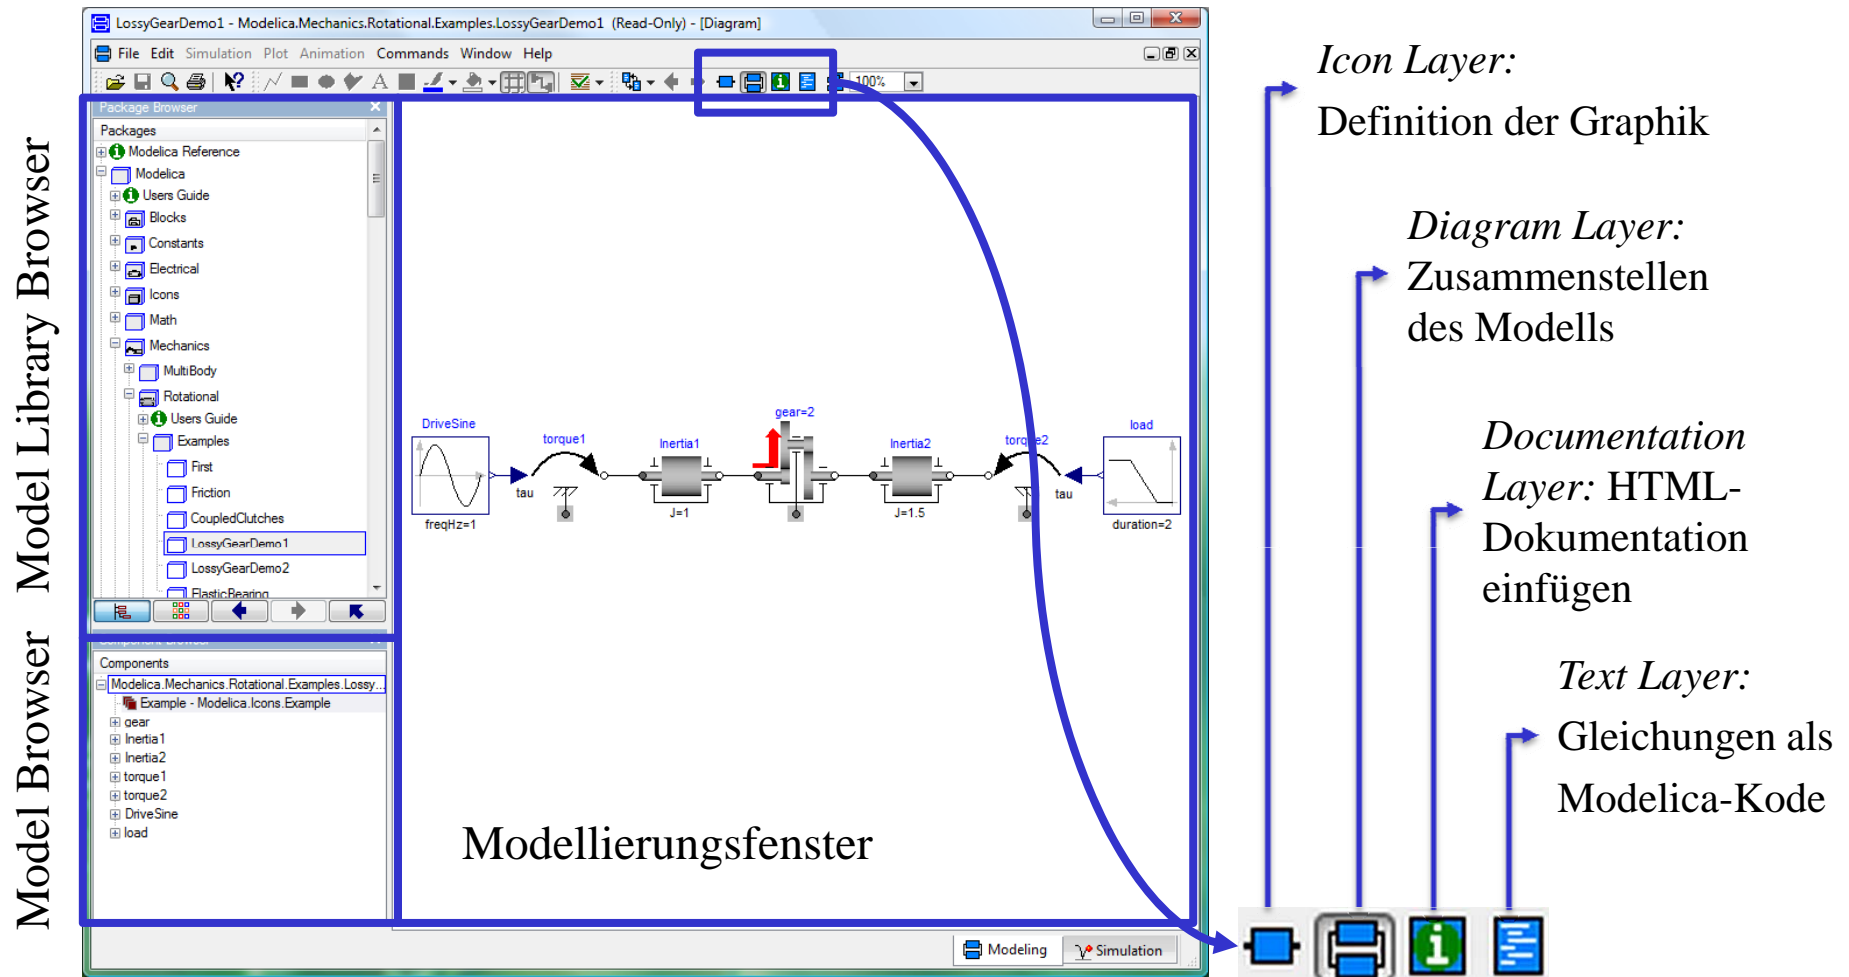 LossyGearDemo1 - Modelica.Mechanics.Rotational.Examples.LossyGearDemo1 (Read-Only) - [Diagram]
File Edit Simulation Plot Animation Commands Window Help
A
100%
Package Browser
Packages
Modelica Reference
Modelica
Users Guide
Blocks
Constants
Electrical
Icons
Math
Mechanics
MultiBody
Rotational
Users Guide
Examples
First
Friction
CoupledClutches
LossyGearDemo1
LossyGearDemo2
ElasticBearing
Component Browser
Components
Modelica.Mechanics.Rotational.Examples.Lossy...
Example - Modelica.Icons.Example
gear
Inertia1
Inertia2
torque1
torque2
DriveSine
load
Model Library Browser
Model Browser
DriveSine
freqHz=1
torque1
tau
Inertia1
J=1
gear=2
Inertia2
J=1.5
torque2
tau
load
duration=2
Modellierungsfenster
Modeling
Simulation
Icon Layer:
Definition der Graphik
Diagram Layer:
Zusammenstellen
des Modells
Documentation
Layer: HTML-
Dokumentation
einfügen
Text Layer:
Gleichungen als
Modelica-Kode